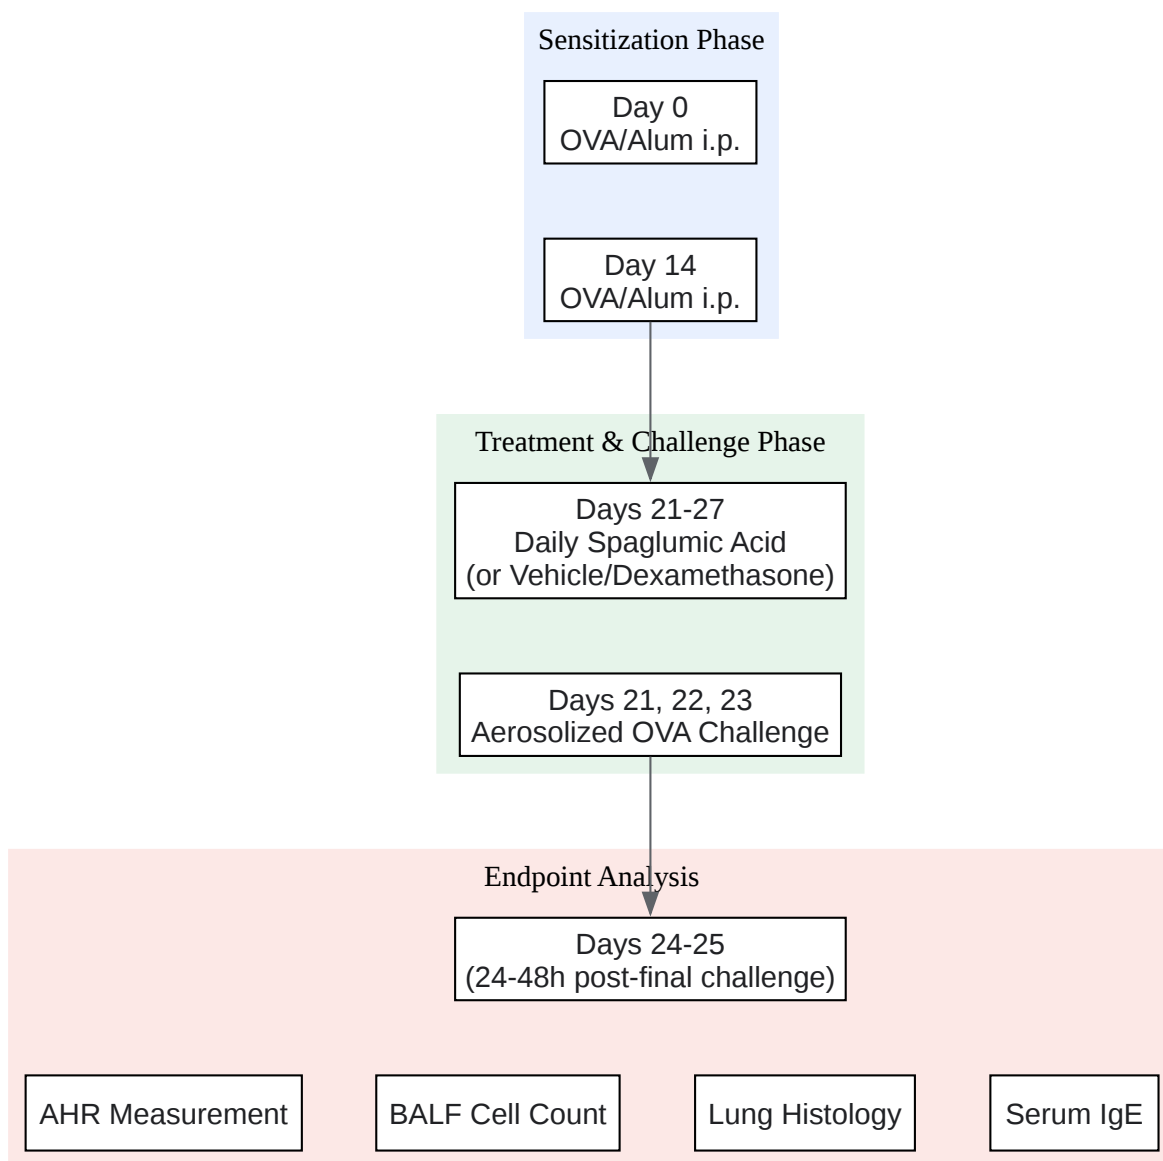 Sensitization Phase
Day 0
OVA/Alum i.p.
Day 14
OVA/Alum i.p.
Treatment & Challenge Phase
Days 21-27
Daily Spaglumic Acid
(or Vehicle/Dexamethasone)
Days 21, 22, 23
Aerosolized OVA Challenge
Endpoint Analysis
Days 24-25
(24-48h post-final challenge)
AHR Measurement
BALF Cell Count
Lung Histology
Serum IgE